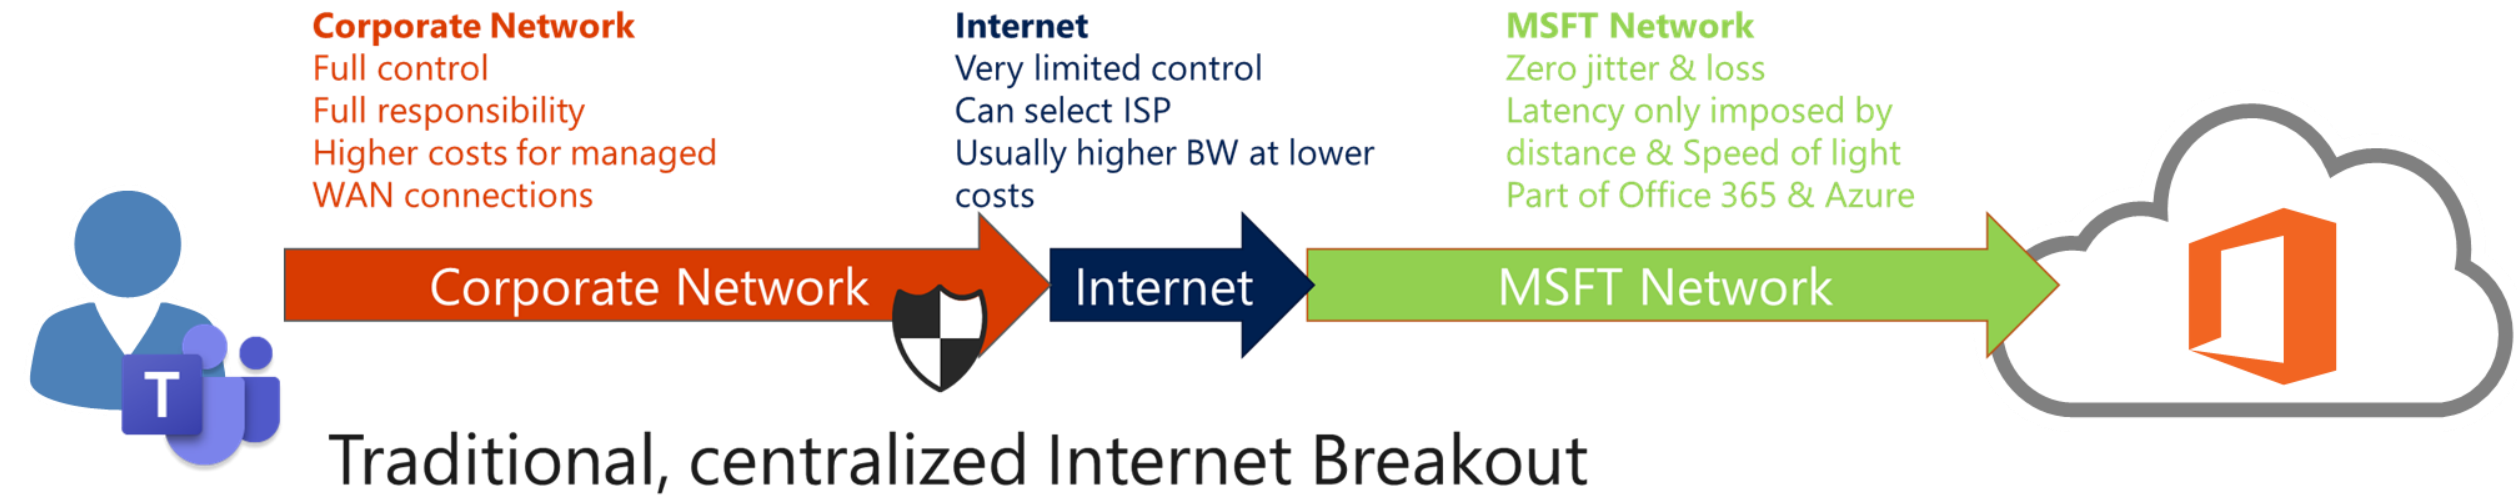 Corporate Network
Full control
Full responsibility
Higher costs for managed
WAN connections
Internet
Very limited control
Can select ISP
Usually higher BW at lower
costs
MSFT Network
Zero jitter & loss
Latency only imposed by
distance & Speed of light
Part of Office 365 & Azure
Corporate Network
Internet
MSFT Network
T
Traditional, centralized Internet Breakout